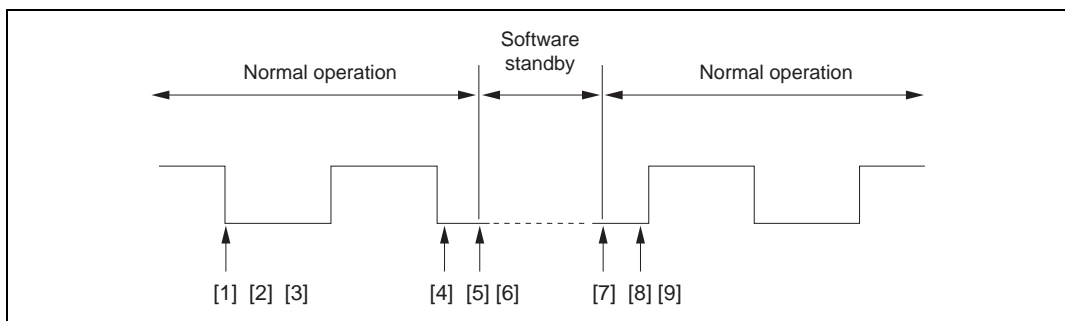 Software
standby
Normal operation
Normal operation
[1] [2] [3] [4] [5] [6] [7] [8] [9]